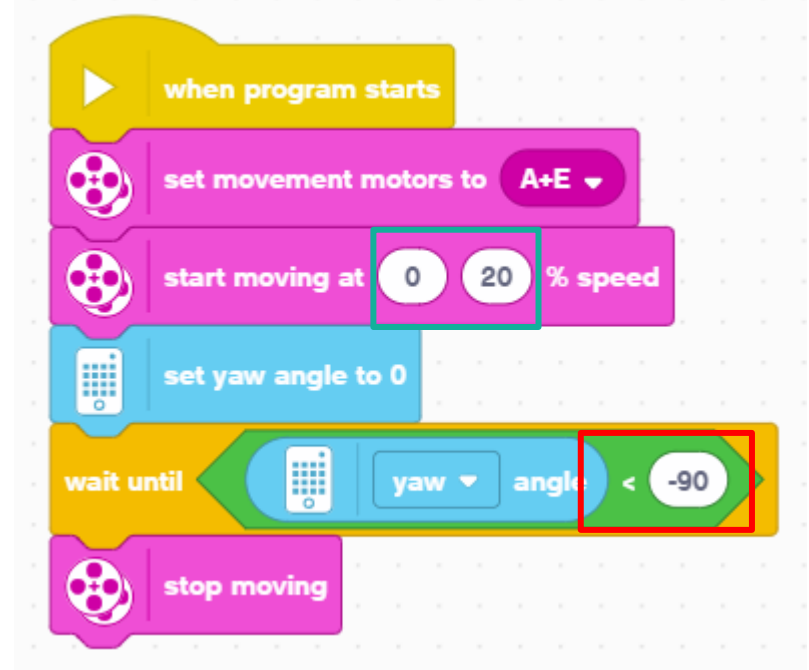 when program starts
set movement motors to A+E
start moving at 0 20 % speed
set yaw angle to 0
wait until yaw angle < -90
stop moving